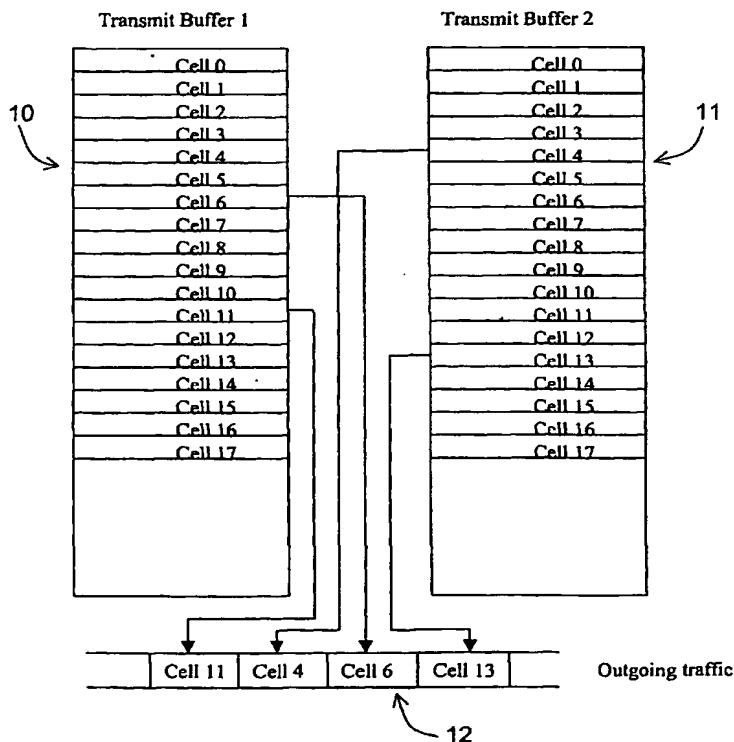 Transmit Buffer 1
Transmit Buffer 2
10
Cell 0
Cell 1
Cell 2
Cell 3
Cell 4
Cell 5
Cell 6
Cell 7
Cell 8
Cell 9
Cell 10
Cell 11
Cell 12
Cell 13
Cell 14
Cell 15
Cell 16
Cell 17
Cell 0
Cell 1
Cell 2
Cell 3
Cell 4
Cell 5
Cell 6
Cell 7
Cell 8
Cell 9
Cell 10
Cell 11
Cell 12
Cell 13
Cell 14
Cell 15
Cell 16
Cell 17
11
Cell 11 Cell 4 Cell 6 Cell 13 Outgoing traffic
12